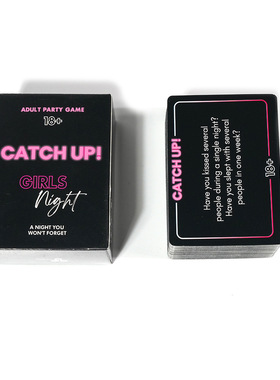 ADULT PARTY GAME
18+
CATCH UP!
GIRLS
Night
A NIGHT YOU
WON'T FORGET
CATCH UP!
Have you kissed several
people during a single night?
Have you slept with several
people in one week?
18+